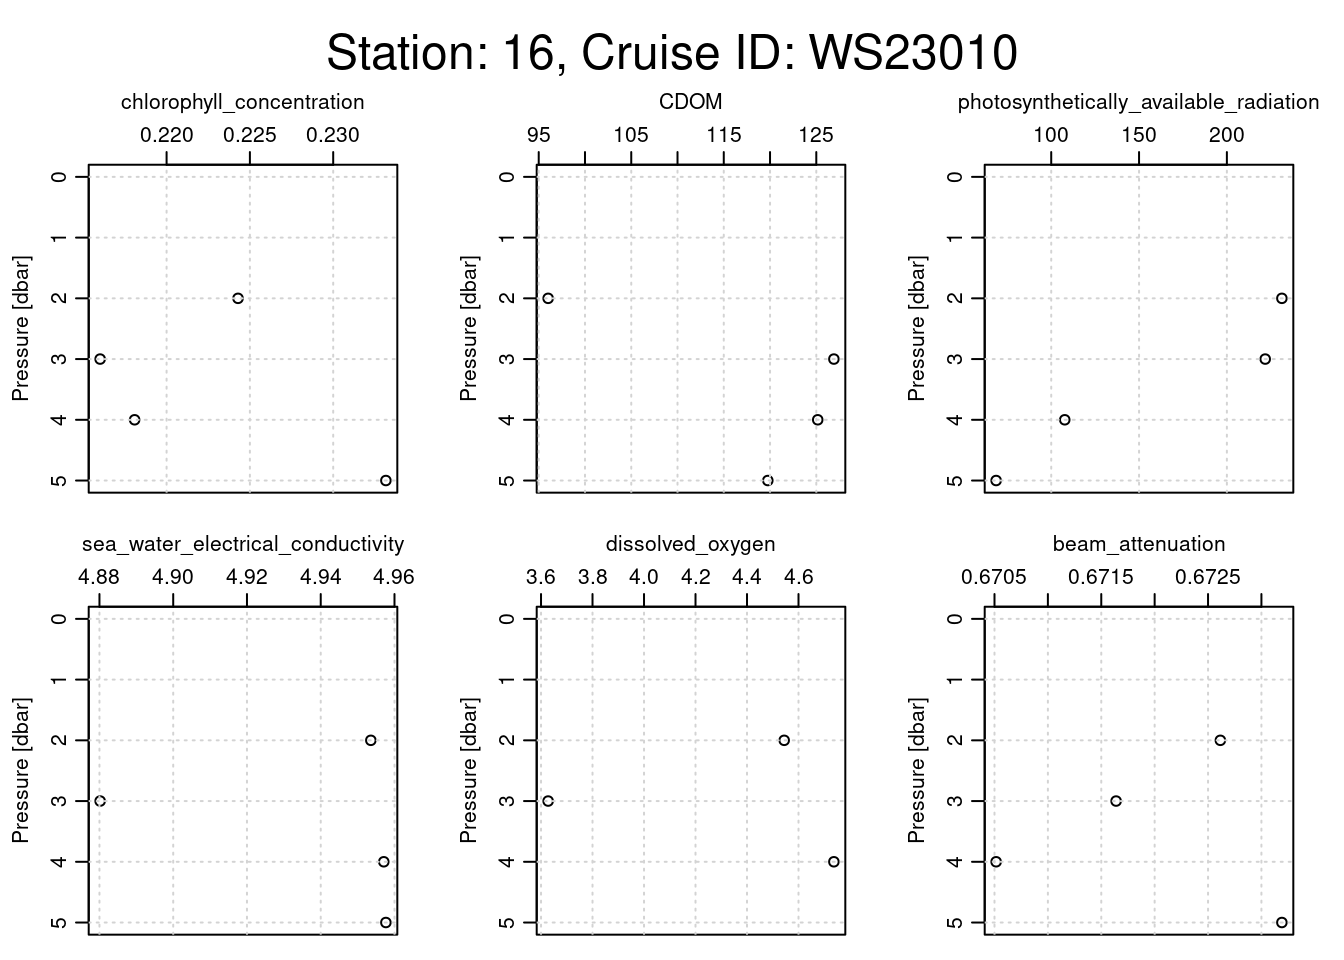 Station: 16, Cruise ID: WS23010
chlorophyll_concentration
0.220 0.225 0.230
Pressure [dbar]
0
1
2
3
4
5
CDOM
95 105 115 125
Pressure [dbar]
0
1
2
3
4
5
photosynthetically_available_radiation
100 150 200
Pressure [dbar]
0
1
2
3
4
5
sea_water_electrical_conductivity
4.88 4.90 4.92 4.94 4.96
Pressure [dbar]
0
1
2
3
4
5
dissolved_oxygen
3.6 3.8 4.0 4.2 4.4 4.6
Pressure [dbar]
0
1
2
3
4
5
beam_attenuation
0.6705 0.6715 0.6725
Pressure [dbar]
0
1
2
3
4
5